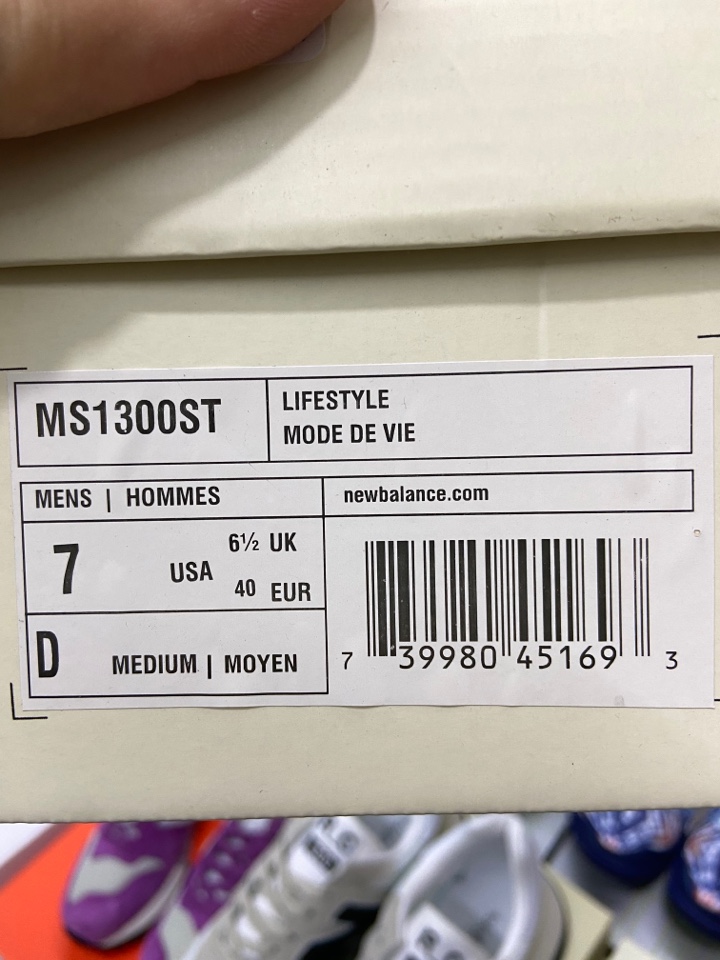 MS1300ST
LIFESTYLE
MODE DE VIE
MENS | HOMMES
newbalance.com
7 USA
6½ UK
40 EUR
D MEDIUM | MOYEN
7 39980 45169 3